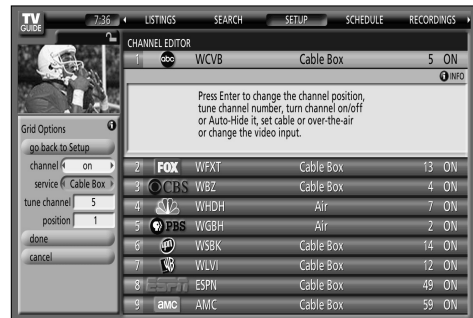 TV GUIDE 7:36 LISTINGS SEARCH SETUP SCHEDULE RECORDINGS
CHANNEL EDITOR
1 abc WCVB Cable Box 5 ON
INFO
Press Enter to change the channel position,
tune channel number, turn channel on/off
or Auto-Hide it, set cable or over-the-air
or change the video input.
Grid Options
go back to Setup
channel on
service Cable Box
tune channel 5
position 1
done
cancel
2 FOX WFXT Cable Box 13 ON
3 CBS WBZ Cable Box 4 ON
4 WHDH Air 7 ON
5 PBS WGBH Air 2 ON
6 UPN WSBK Cable Box 14 ON
7 WB WLVI Cable Box 12 ON
8 ESPN ESPN Cable Box 49 ON
9 amc AMC Cable Box 59 ON